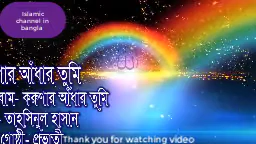 Islamic
channel in
bangla
ার আঁধার তুমি
নাম- করুণার আঁধার তুমি
তাহসিনুল হাসান
গোষ্ঠী- প্রভাতী
Thank you for watching video